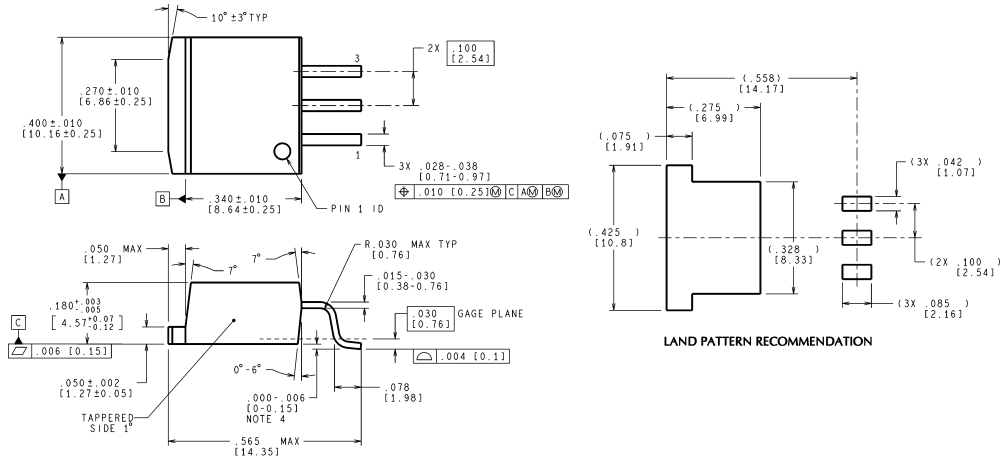 10° ±3° TYP
2X .100
[2.54]
3
.270±.010
[6.86±0.25]
.400±.010
[10.16±0.25]
1
3X .028-.038
[0.71-0.97]
⌖ .010 [0.25]Ⓜ C AⓂ BⓂ
A
B
.340±.010
[8.64±0.25]
PIN 1 ID
.050 MAX
[1.27]
7°
7°
R.030 MAX TYP
[0.76]
.015-.030
[0.38-0.76]
.180+.003
-.005
[4.57+0.07
-0.12]
.030
[0.76]
GAGE PLANE
C
⏥ .006 [0.15]
⌓ .004 [0.1]
.050±.002
[1.27±0.05]
0°-6°
.078
[1.98]
.000-.006
[0-0.15]
NOTE 4
TAPPERED
SIDE 1°
.565 MAX
[14.35]
(.558)
[14.17]
(.275)
[6.99]
(.075)
[1.91]
(3X .042)
[1.07]
(.425)
[10.8]
(.328)
[8.33]
(2X .100)
[2.54]
(3X .085)
[2.16]
LAND PATTERN RECOMMENDATION